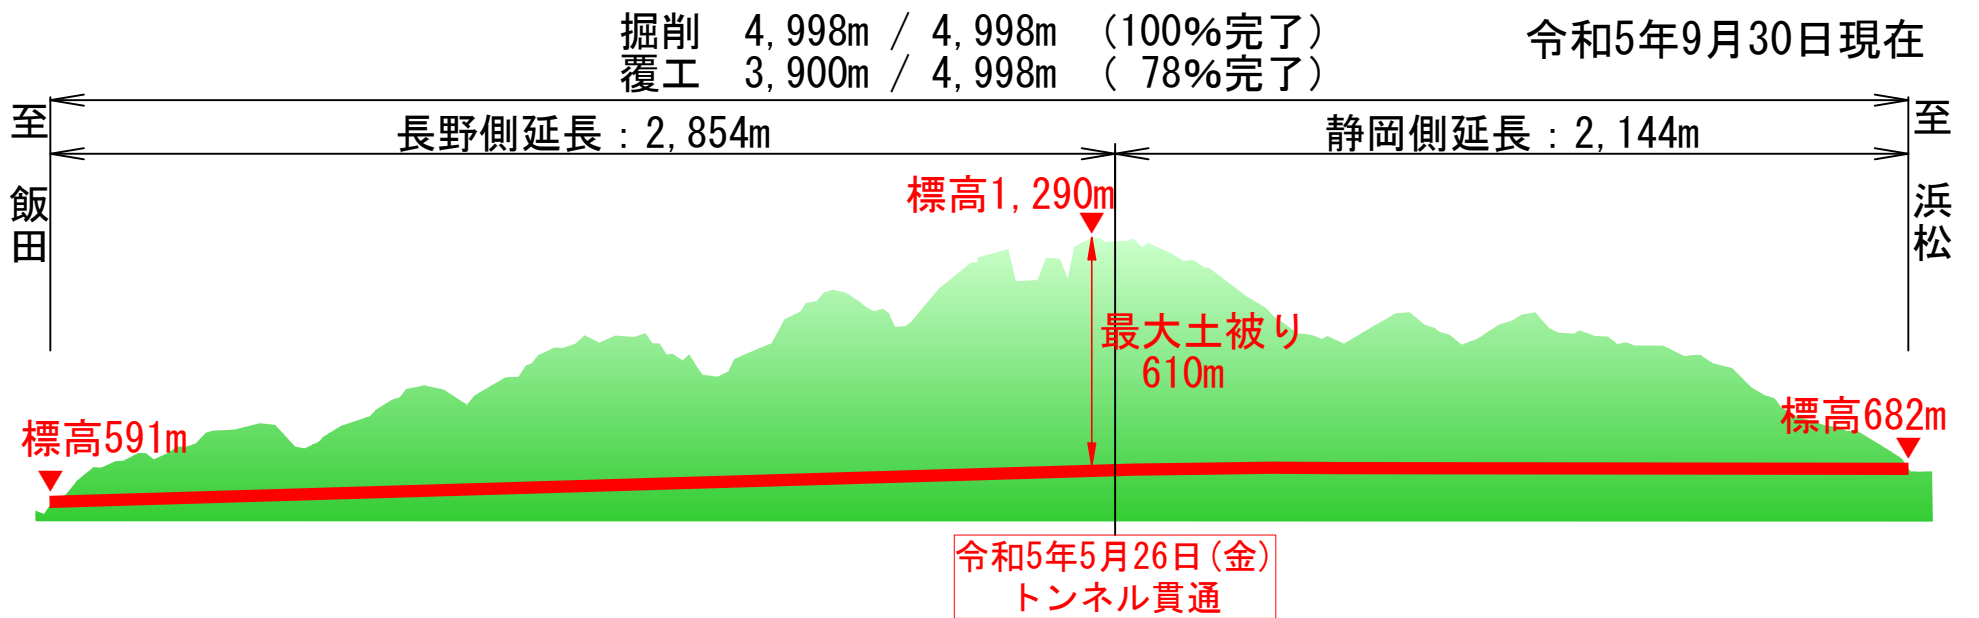 掘削 4,998m / 4,998m (100%完了)
覆工 3,900m / 4,998m ( 78%完了)
令和5年9月30日現在
至 飯田
長野側延長：2,854m
静岡側延長：2,144m
至 浜松
標高1,290m
最大土被り
610m
標高591m
標高682m
令和5年5月26日(金)
トンネル貫通